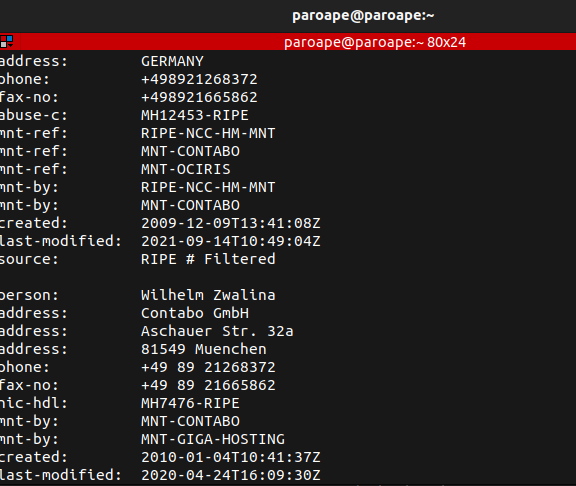 paroape@paroape:~
paroape@paroape: ~ 80x24
address: GERMANY
phone: +498921268372
fax-no: +498921665862
abuse-c: MH12453-RIPE
mnt-ref: RIPE-NCC-HM-MNT
mnt-ref: MNT-CONTABO
mnt-ref: MNT-OCIRIS
mnt-by: RIPE-NCC-HM-MNT
mnt-by: MNT-CONTABO
created: 2009-12-09T13:41:08Z
last-modified: 2021-09-14T10:49:04Z
source: RIPE # Filtered
person: Wilhelm Zwalina
address: Contabo GmbH
address: Aschauer Str. 32a
address: 81549 Muenchen
phone: +49 89 21268372
fax-no: +49 89 21665862
nic-hdl: MH7476-RIPE
mnt-by: MNT-CONTABO
mnt-by: MNT-GIGA-HOSTING
created: 2010-01-04T10:41:37Z
last-modified: 2020-04-24T16:09:30Z